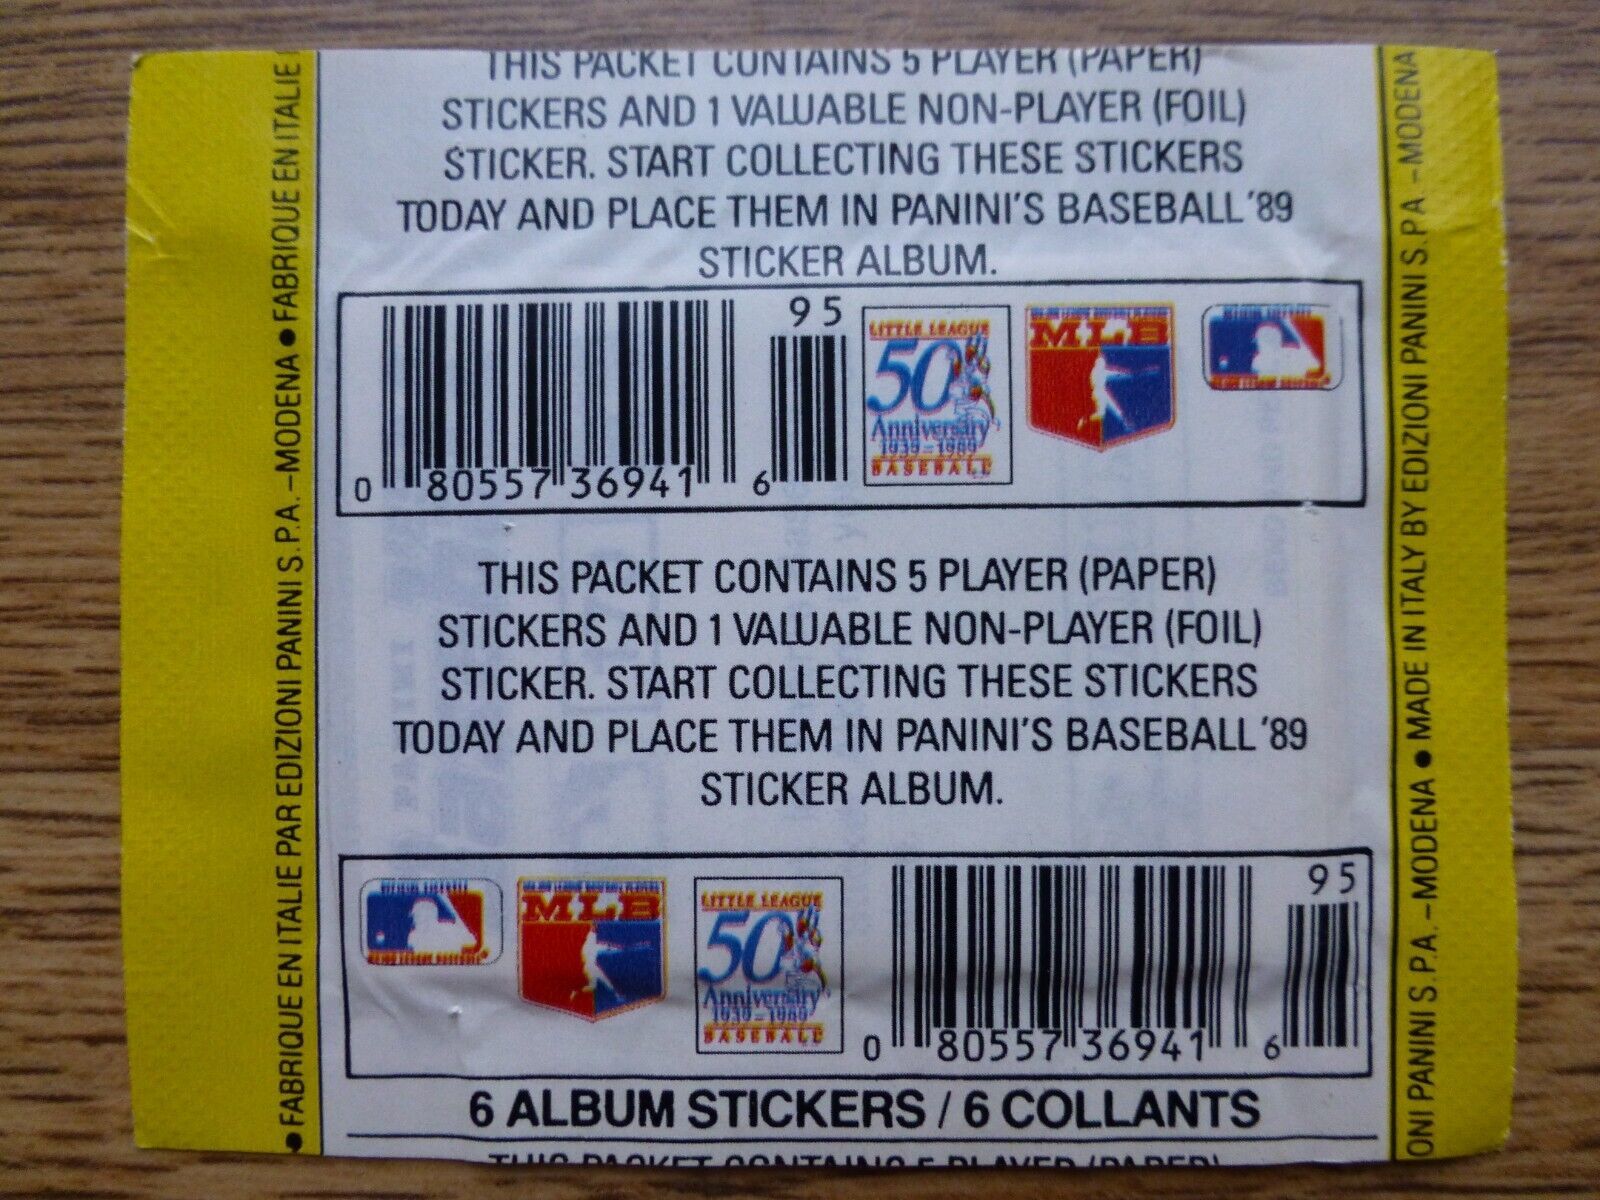 THIS PACKET CONTAINS 5 PLAYER (PAPER)
STICKERS AND 1 VALUABLE NON-PLAYER (FOIL)
STICKER. START COLLECTING THESE STICKERS
TODAY AND PLACE THEM IN PANINI'S BASEBALL '89
STICKER ALBUM.
95
0 80557 36941 6
LITTLE LEAGUE
50
Anniversary
1939-1989
BASEBALL
MLB
THIS PACKET CONTAINS 5 PLAYER (PAPER)
STICKERS AND 1 VALUABLE NON-PLAYER (FOIL)
STICKER. START COLLECTING THESE STICKERS
TODAY AND PLACE THEM IN PANINI'S BASEBALL '89
STICKER ALBUM.
MLB
LITTLE LEAGUE
50
Anniversary
1939-1989
BASEBALL
95
0 80557 36941 6
6 ALBUM STICKERS / 6 COLLANTS
THIS PACKET CONTAINS 5 PLAYER (PAPER)
● FABRIQUE EN ITALIE PAR EDIZIONI PANINI S.P.A. - MODENA ● FABRIQUE EN ITALIE
ONI PANINI S.P.A. - MODENA ● MADE IN ITALY BY EDIZIONI PANINI S.P.A - MODENA